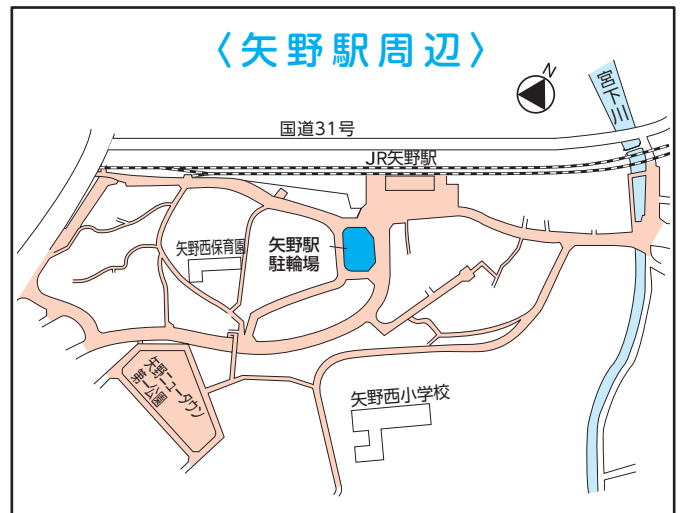 〈矢野駅周辺〉
N
宮下川
国道31号
JR矢野駅
矢野西保育園
矢野駅
駐輪場
矢野ニュータウン
第一公園
矢野西小学校